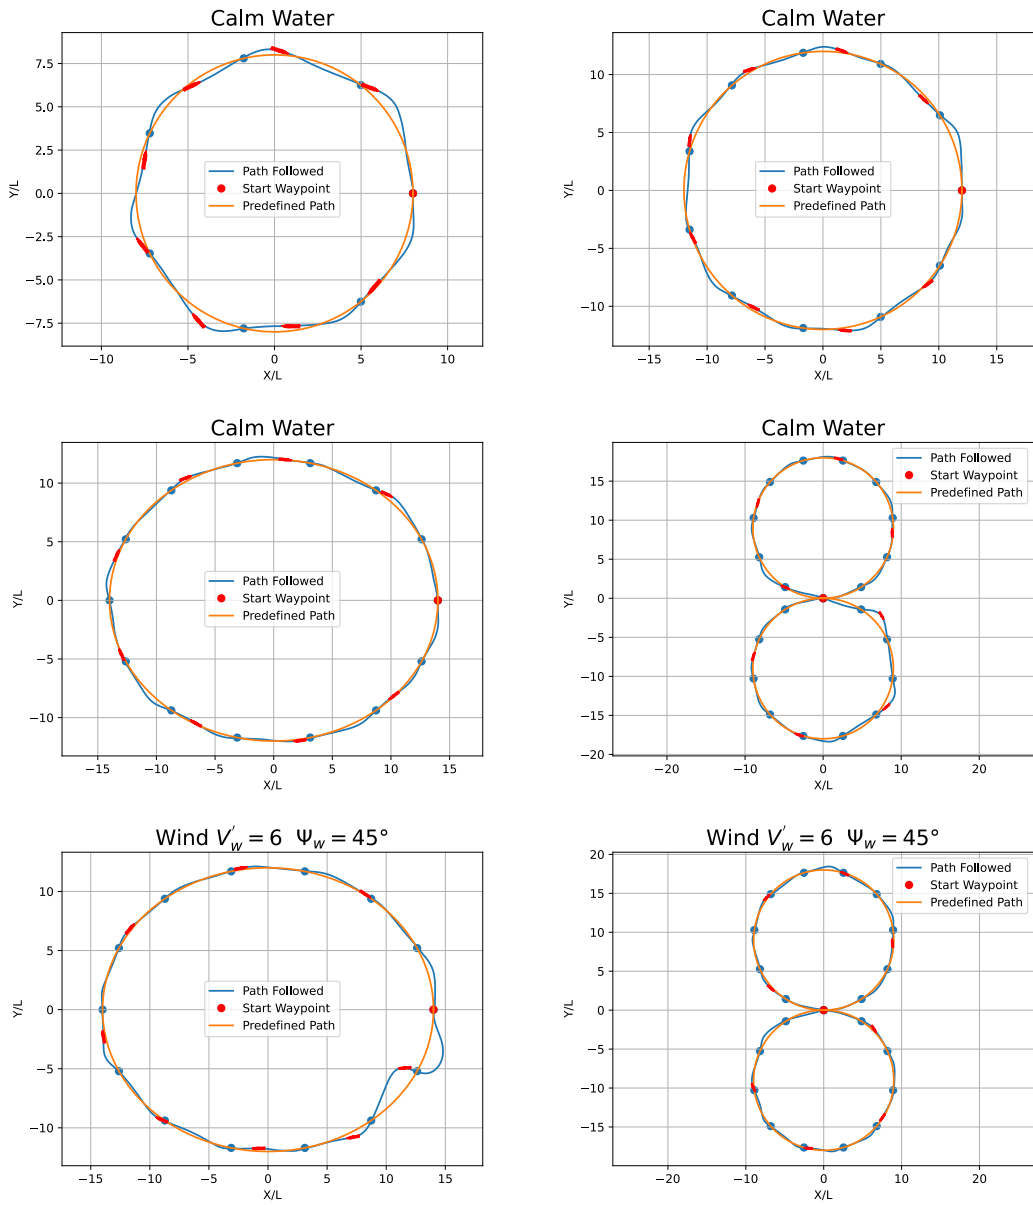 Calm Water
7.5
5.0
2.5
0.0
−2.5
−5.0
−7.5
Y/L
Path Followed
Start Waypoint
Predefined Path
−10 −5 0 5 10
X/L
Calm Water
10
5
0
−5
−10
Y/L
Path Followed
Start Waypoint
Predefined Path
−15 −10 −5 0 5 10 15
X/L
Calm Water
10
5
0
−5
−10
Y/L
Path Followed
Start Waypoint
Predefined Path
−15 −10 −5 0 5 10 15
X/L
Calm Water
15
10
5
0
−5
−10
−15
−20
Y/L
Path Followed
Start Waypoint
Predefined Path
−20 −10 0 10 20
X/L
Wind V′w = 6 Ψw = 45°
10
5
0
−5
−10
Y/L
Path Followed
Start Waypoint
Predefined Path
−15 −10 −5 0 5 10 15
X/L
Wind V′w = 6 Ψw = 45°
20
15
10
5
0
−5
−10
−15
Y/L
Path Followed
Start Waypoint
Predefined Path
−20 −10 0 10 20
X/L